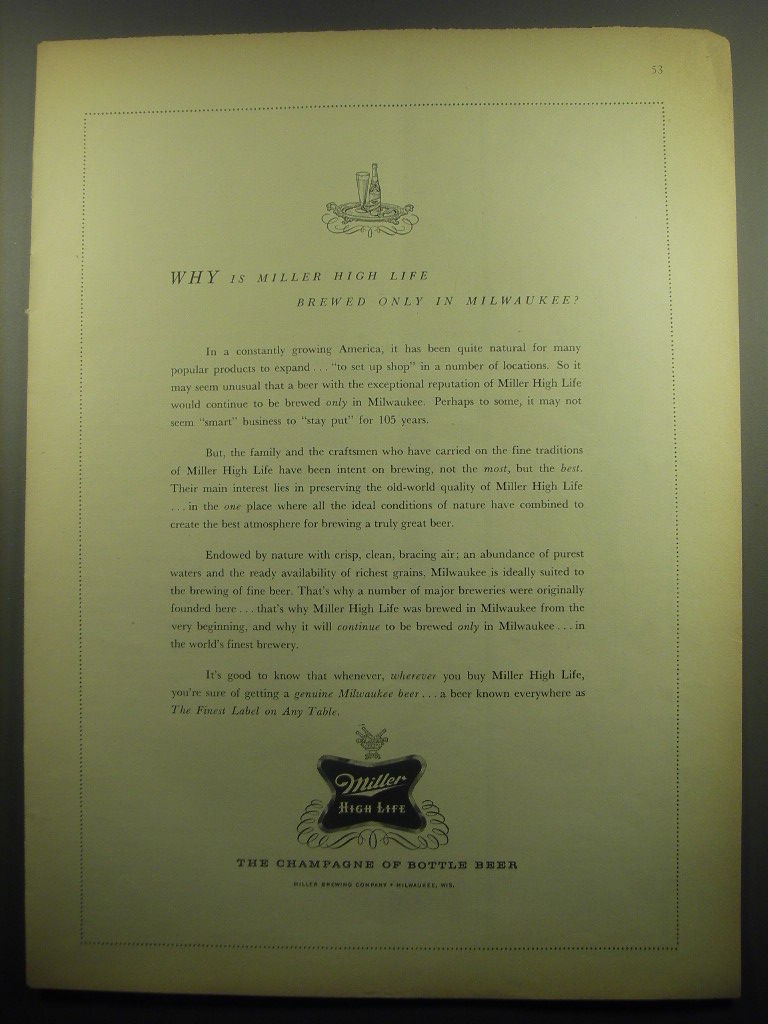 53
WHY IS MILLER HIGH LIFE
BREWED ONLY IN MILWAUKEE?
In a constantly growing America, it has been quite natural for many
popular products to expand . . . "to set up shop" in a number of locations. So it
may seem unusual that a beer with the exceptional reputation of Miller High Life
would continue to be brewed only in Milwaukee. Perhaps to some, it may not
seem "smart" business to "stay put" for 105 years.
But, the family and the craftsmen who have carried on the fine traditions
of Miller High Life have been intent on brewing, not the most, but the best.
Their main interest lies in preserving the old-world quality of Miller High Life
. . . in the one place where all the ideal conditions of nature have combined to
create the best atmosphere for brewing a truly great beer.
Endowed by nature with crisp, clean, bracing air; an abundance of purest
waters and the ready availability of richest grains, Milwaukee is ideally suited to
the brewing of fine beer. That's why a number of major breweries were originally
founded here . . . that's why Miller High Life was brewed in Milwaukee from the
very beginning, and why it will continue to be brewed only in Milwaukee . . . in
the world's finest brewery.
It's good to know that whenever, wherever you buy Miller High Life,
you're sure of getting a genuine Milwaukee beer . . . a beer known everywhere as
The Finest Label on Any Table.
Miller
HIGH LIFE
THE CHAMPAGNE OF BOTTLE BEER
MILLER BREWING COMPANY • MILWAUKEE, WIS.